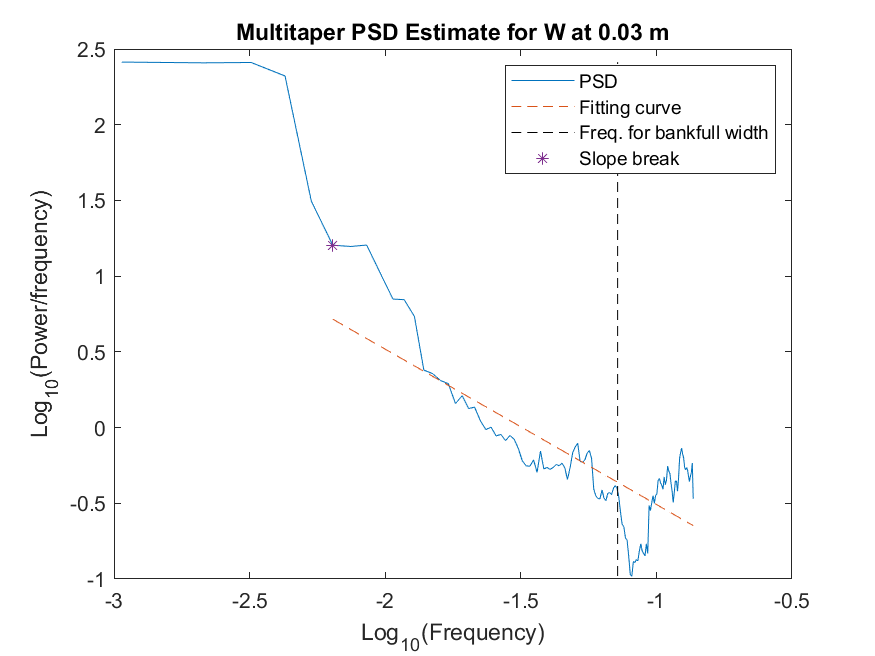 Multitaper PSD Estimate for W at 0.03 m
2.5
2
1.5
1
0.5
0
-0.5
-1
Log10(Power/frequency)
PSD
Fitting curve
Freq. for bankfull width
Slope break
-3
-2.5
-2
-1.5
-1
-0.5
Log10(Frequency)